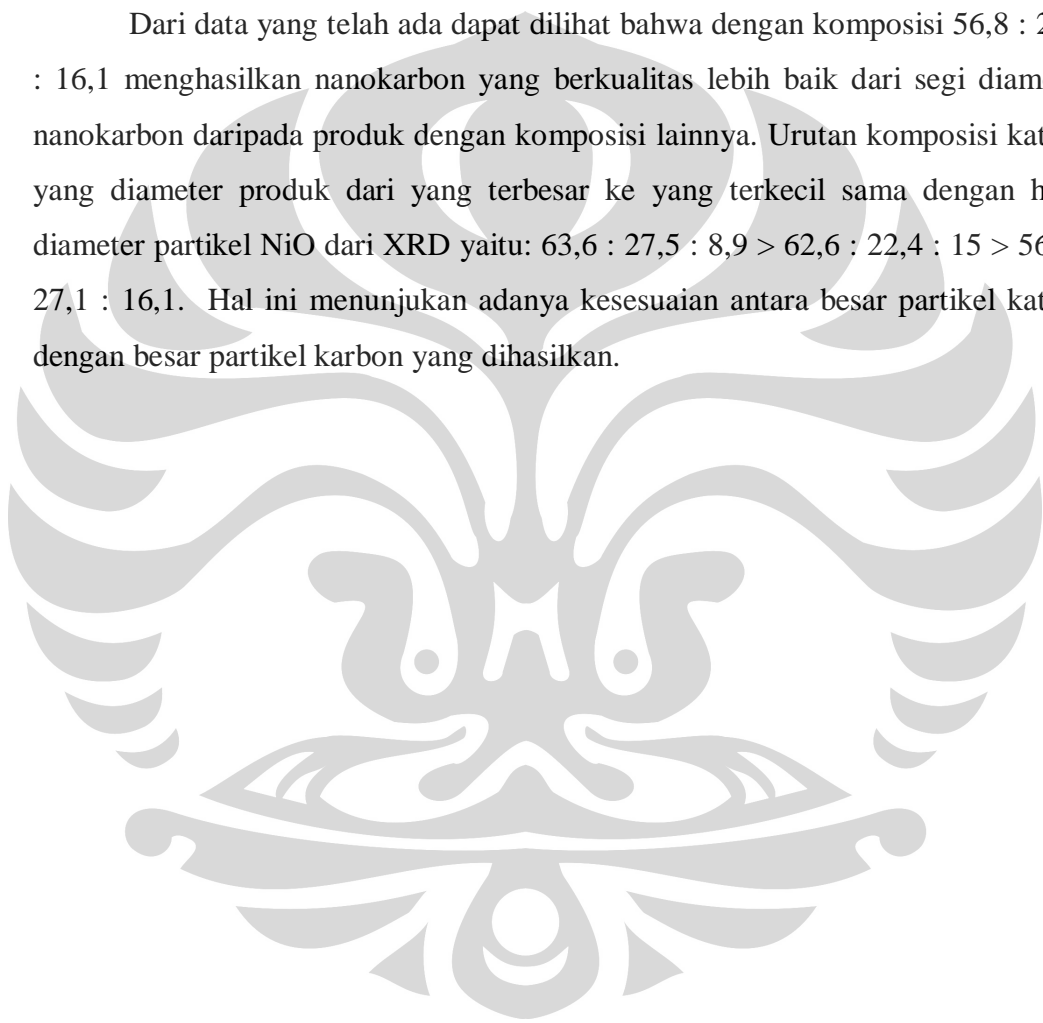 Dari data yang telah ada dapat dilihat bahwa dengan komposisi 56,8 : 2
: 16,1 menghasilkan nanokarbon yang berkualitas lebih baik dari segi diam
nanokarbon daripada produk dengan komposisi lainnya. Urutan komposisi kat
yang diameter produk dari yang terbesar ke yang terkecil sama dengan h
diameter partikel NiO dari XRD yaitu: 63,6 : 27,5 : 8,9 > 62,6 : 22,4 : 15 > 56
27,1 : 16,1. Hal ini menunjukan adanya kesesuaian antara besar partikel kat
dengan besar partikel karbon yang dihasilkan.